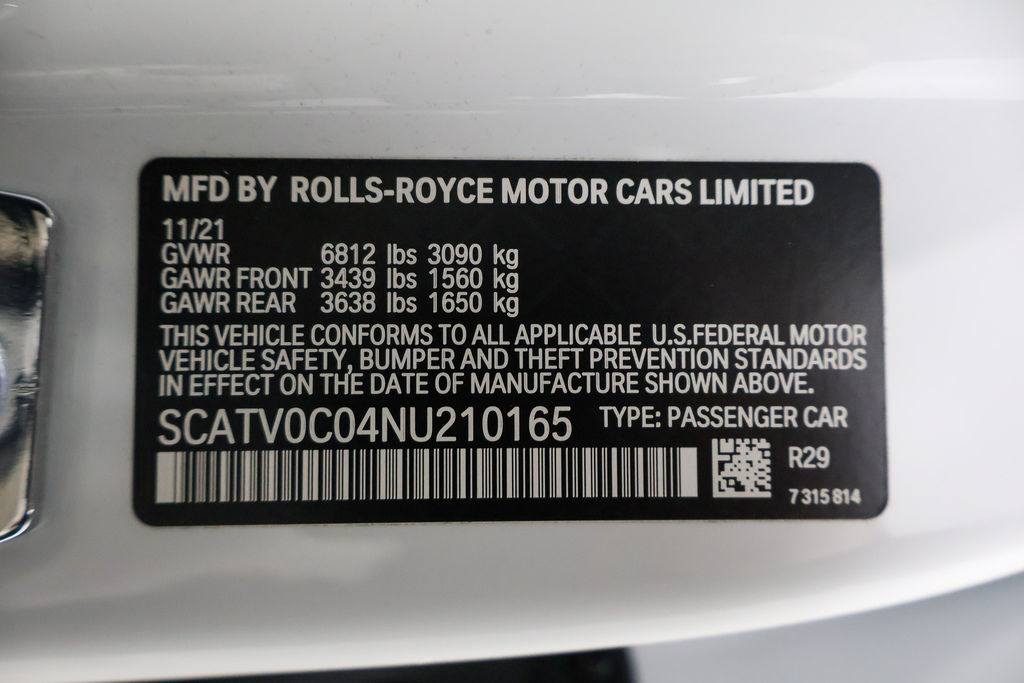 MFD BY ROLLS-ROYCE MOTOR CARS LIMITED
11/21
GVWR 6812 lbs 3090 kg
GAWR FRONT 3439 lbs 1560 kg
GAWR REAR 3638 lbs 1650 kg
THIS VEHICLE CONFORMS TO ALL APPLICABLE U.S.FEDERAL MOTOR
VEHICLE SAFETY, BUMPER AND THEFT PREVENTION STANDARDS
IN EFFECT ON THE DATE OF MANUFACTURE SHOWN ABOVE.
SCATV0C04NU210165 TYPE: PASSENGER CAR
R29
7 315 814